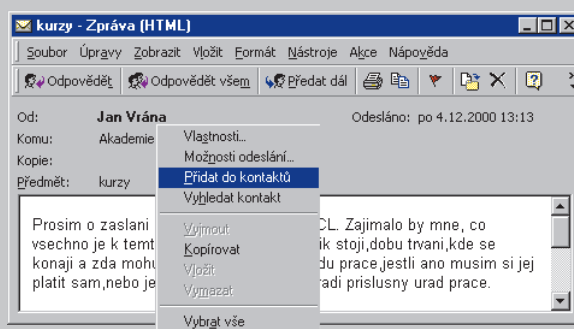 kurzy - Zpráva (HTML)
Soubor Úpravy Zobrazit Vložit Formát Nástroje Akce Nápověda
Odpovědět Odpovědět všem Předat dál
Od: Jan Vrána Odesláno: po 4.12.2000 13:13
Komu: Akademie
Kopie:
Předmět: kurzy
Vlastnosti...
Možnosti odeslání...
Přidat do kontaktů
Vyhledat kontakt
Vyjmout
Kopírovat
Vložit
Vymazat
Vybrat vše
Prosim o zaslani CL. Zajimalo by mne, co
vsechno je k temt ik stoji,dobu trvani,kde se
konaji a zda mohu du prace,jestli ano musim si jej
platit sam,nebo je radi prislusny urad prace.